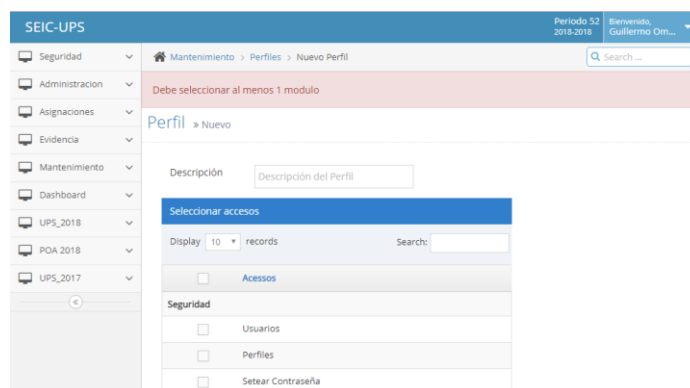 SEIC-UPS
Periodo 52
2018-2018
Bienvenido,
Guillermo Om...
Seguridad
Administracion
Asignaciones
Evidencia
Mantenimiento
Dashboard
UPS_2018
POA 2018
UPS_2017
Mantenimiento > Perfiles > Nuevo Perfil
Search ...
Debe seleccionar al menos 1 modulo
Perfil » Nuevo
Descripción
Descripción del Perfil
Seleccionar accesos
Display 10 records
Search:
Acessos
Seguridad
Usuarios
Perfiles
Setear Contraseña